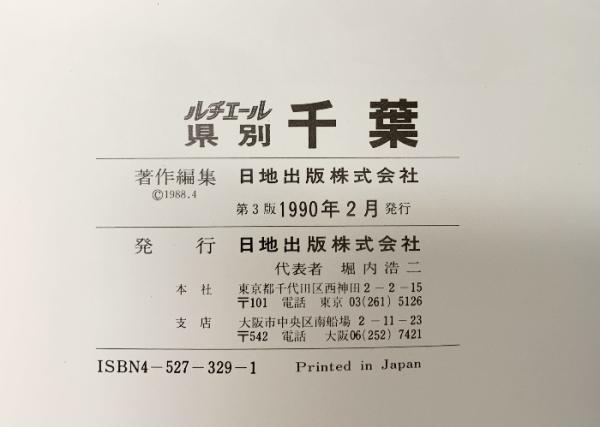 ルチエール
県別 千葉
著作編集 日地出版株式会社
©1988.4 第3版 1990年2月 発行
発行 日地出版株式会社
代表者 堀内浩二
本社 東京都千代田区西神田2-2-15
〒101 電話 東京 03(261)5126
支店 大阪市中央区南船場 2-11-23
〒542 電話 大阪06(252)7421
ISBN4-527-329-1 Printed in Japan